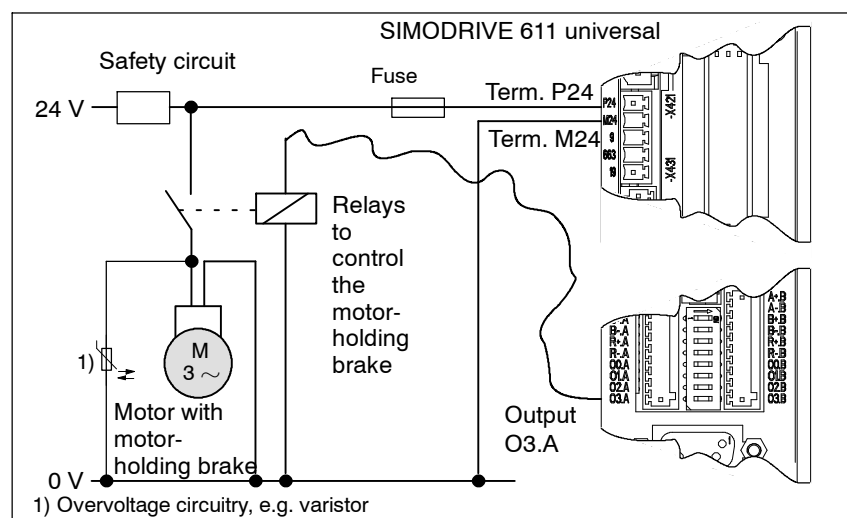 SIMODRIVE 611 universal
Safety circuit
Fuse
24 V
Term. P24
Term. M24
P24
M24
9
663
19
-X421
-X431
Relays
to
control
the
motor-
holding
brake
1)
M
3 ~
Motor with
motor-
holding brake
Output
O3.A
B-.A
R+.A
R-.A
O0.A
O1.A
O2.A
O3.A
A+.B
A-.B
B+.B
B-.B
R+.B
R-.B
O0.B
O1.B
O2.B
O3.B
0 V
1) Overvoltage circuitry, e.g. varistor